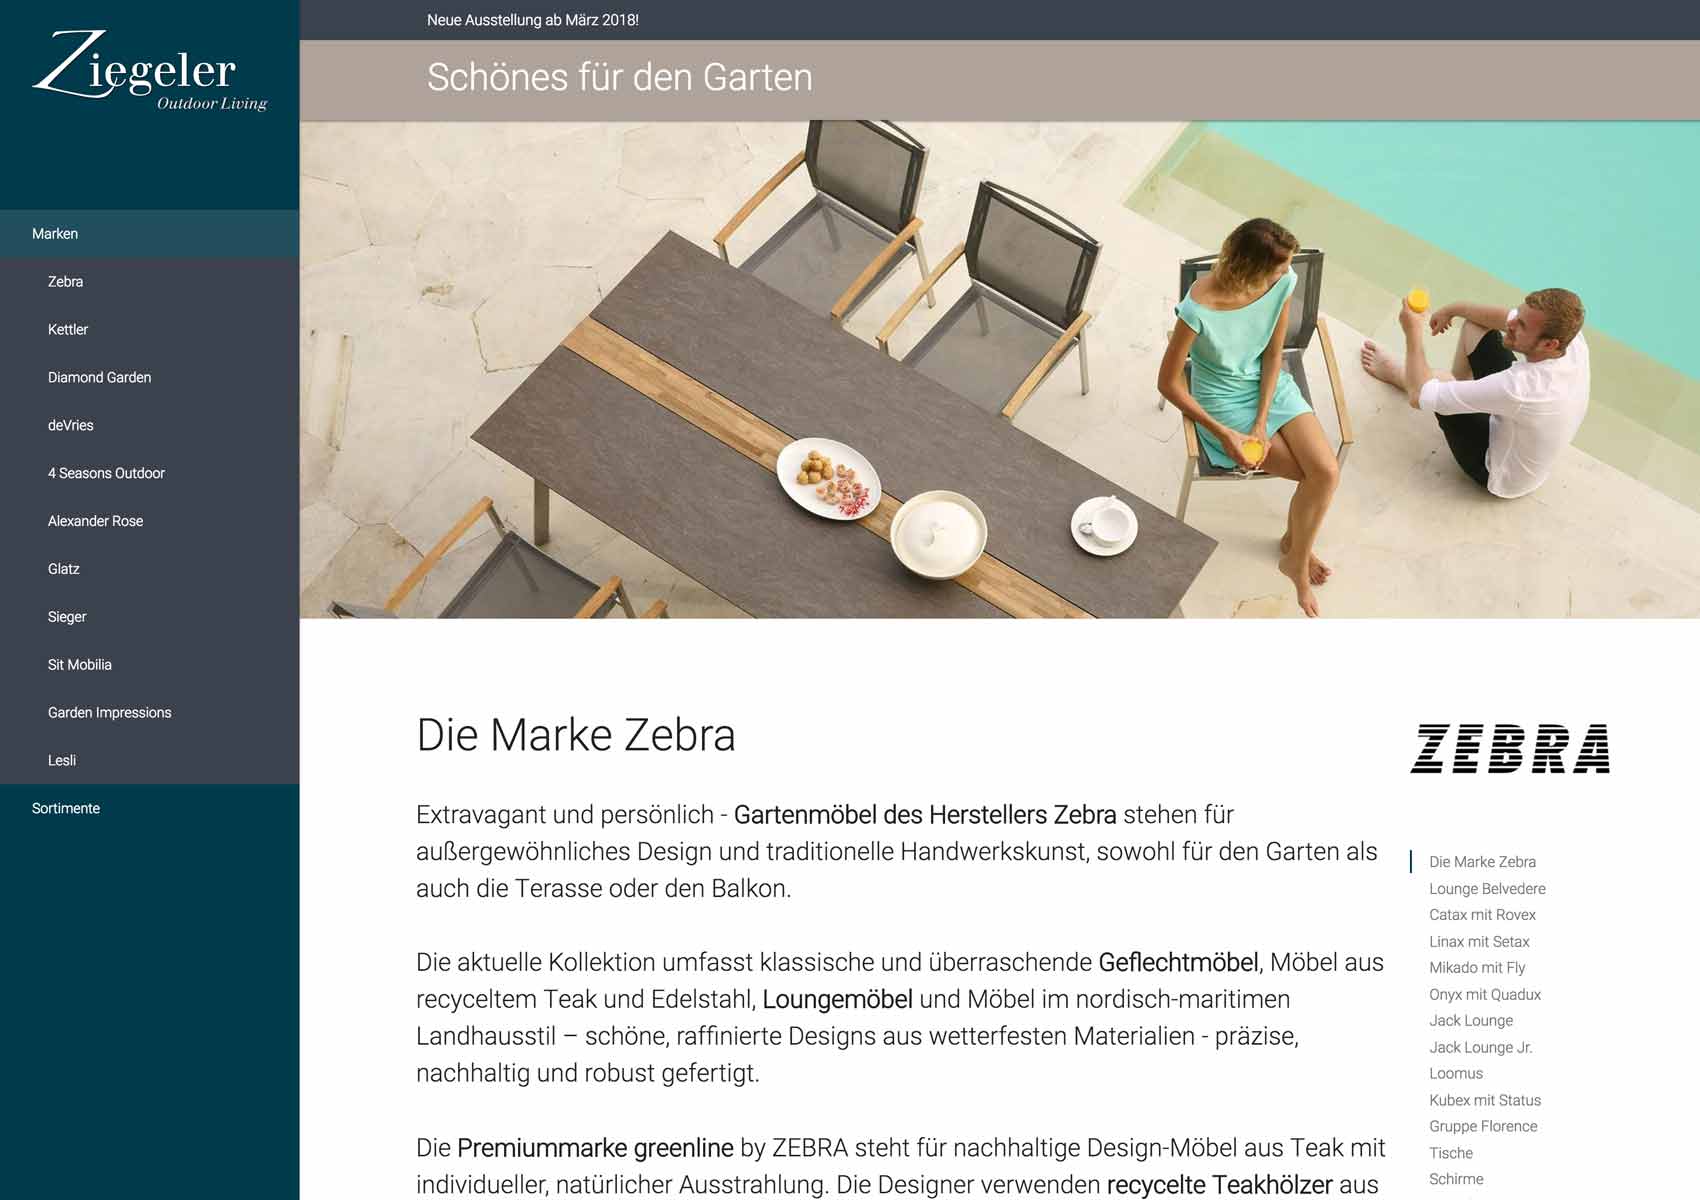 Ziegeler
Outdoor Living
Marken
Zebra
Kettler
Diamond Garden
deVries
4 Seasons Outdoor
Alexander Rose
Glatz
Sieger
Sit Mobilia
Garden Impressions
Lesli
Sortimente
Neue Ausstellung ab März 2018!
Schönes für den Garten
Die Marke Zebra
Extravagant und persönlich - Gartenmöbel des Herstellers Zebra stehen für
außergewöhnliches Design und traditionelle Handwerkskunst, sowohl für den Garten als
auch die Terasse oder den Balkon.
Die aktuelle Kollektion umfasst klassische und überraschende Geflechtmöbel, Möbel aus
recyceltem Teak und Edelstahl, Loungemöbel und Möbel im nordisch-maritimen
Landhausstil – schöne, raffinierte Designs aus wetterfesten Materialien - präzise,
nachhaltig und robust gefertigt.
Die Premiummarke greenline by ZEBRA steht für nachhaltige Design-Möbel aus Teak mit
individueller, natürlicher Ausstrahlung. Die Designer verwenden recycelte Teakhölzer aus
ZEBRA
Die Marke Zebra
Lounge Belvedere
Catax mit Rovex
Linax mit Setax
Mikado mit Fly
Onyx mit Quadux
Jack Lounge
Jack Lounge Jr.
Loomus
Kubex mit Status
Gruppe Florence
Tische
Schirme